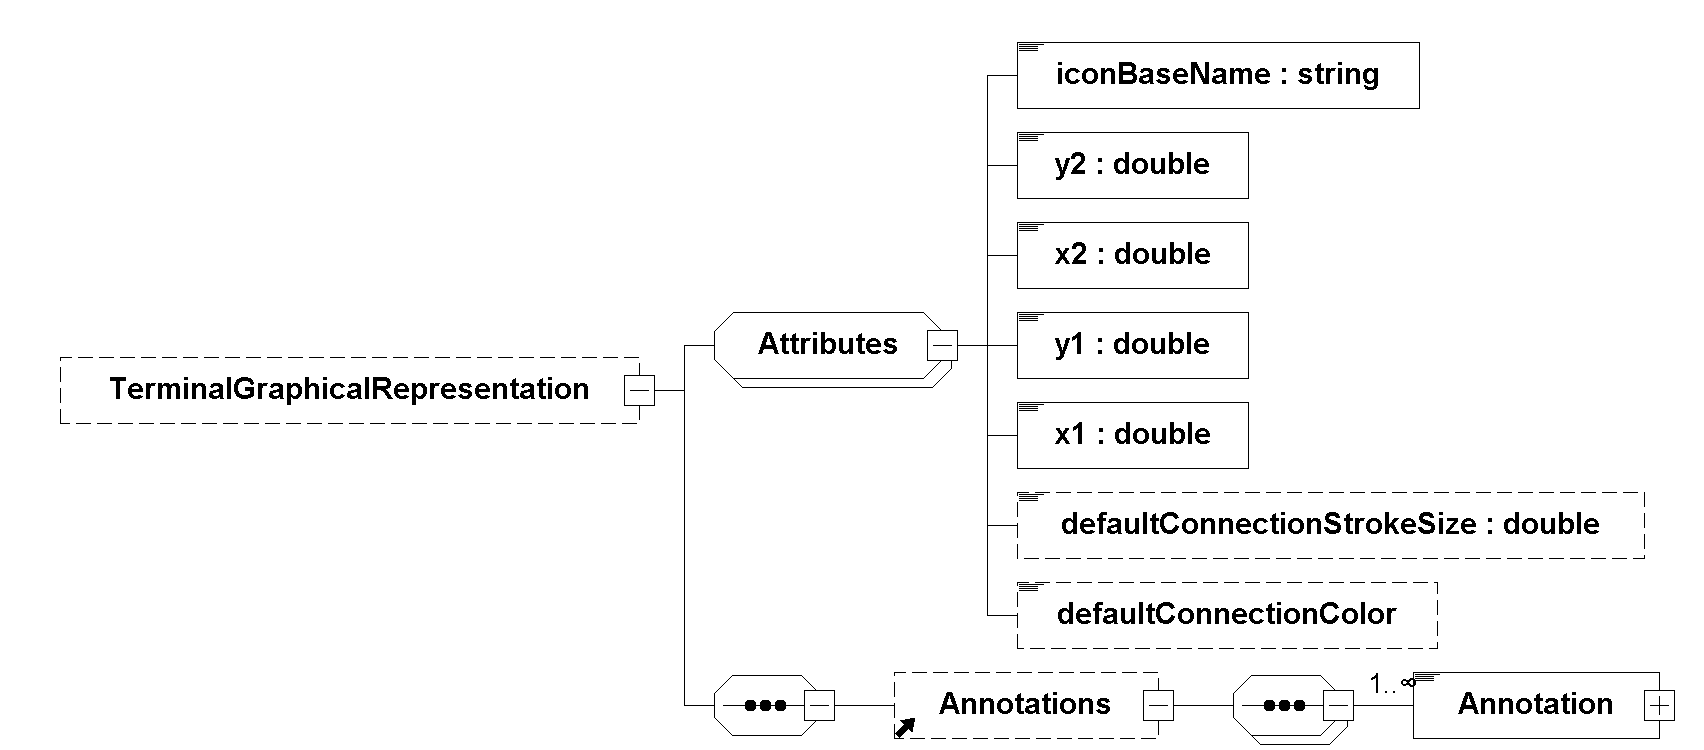 iconBaseName : string
y2 : double
x2 : double
y1 : double
x1 : double
defaultConnectionStrokeSize : double
defaultConnectionColor
Attributes
TerminalGraphicalRepresentation
Annotations
1..∞
Annotation